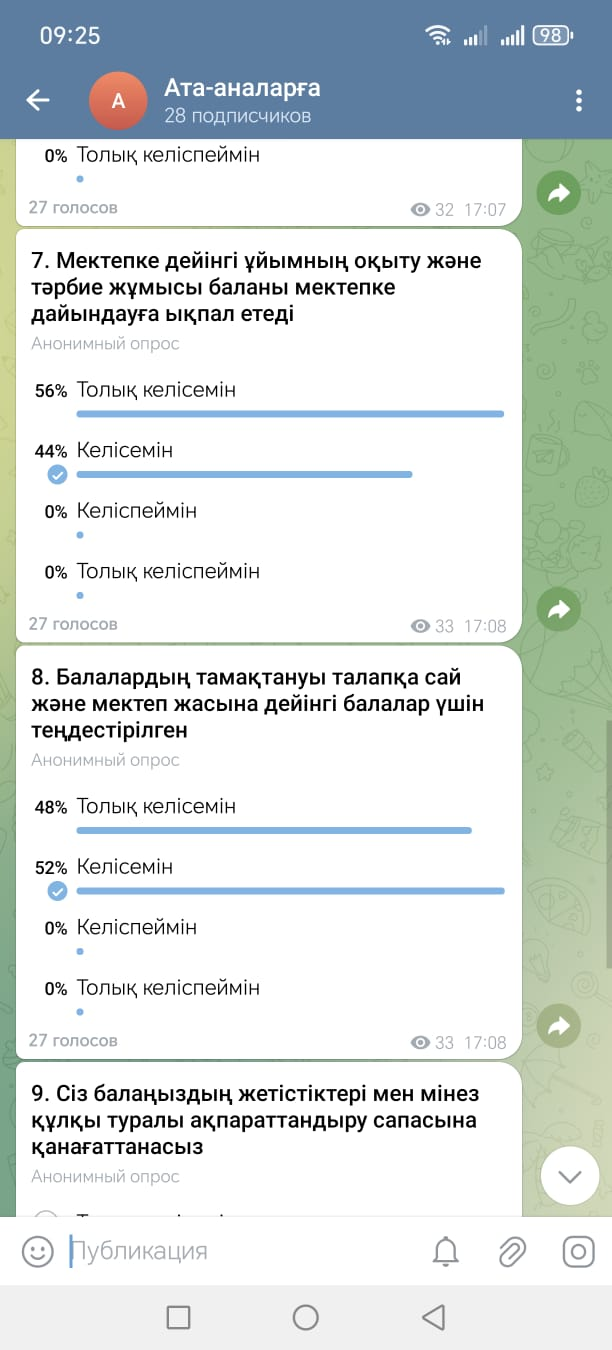 09:25
98
А
Ата-аналарға
28 подписчиков
0% Толық келіспеймін
27 голосов
32 17:07
7. Мектепке дейінгі ұйымның оқыту және
тәрбие жұмысы баланы мектепке
дайындауға ықпал етеді
Анонимный опрос
56% Толық келісемін
44% Келісемін
0% Келіспеймін
0% Толық келіспеймін
27 голосов
33 17:08
8. Балалардың тамақтануы талапқа сай
және мектеп жасына дейінгі балалар үшін
теңдестірілген
Анонимный опрос
48% Толық келісемін
52% Келісемін
0% Келіспеймін
0% Толық келіспеймін
27 голосов
33 17:08
9. Сіз балаңыздың жетістіктері мен мінез
құлқы туралы ақпараттандыру сапасына
қанағаттанасыз
Анонимный опрос
Публикация